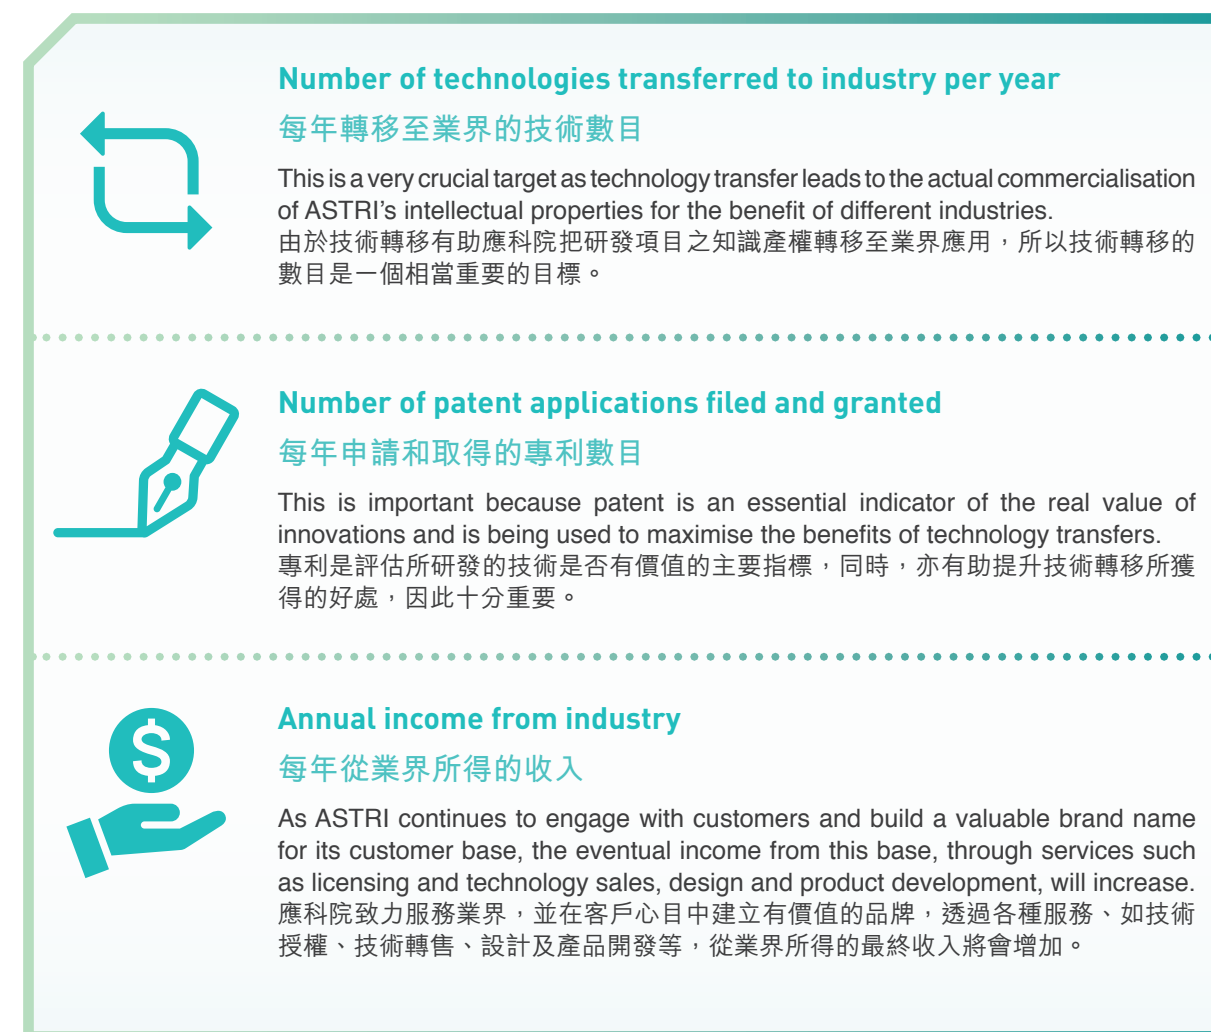 Number of technologies transferred to industry per year
每年轉移至業界的技術數目
This is a very crucial target as technology transfer leads to the actual commercialisation
of ASTRI’s intellectual properties for the benefit of different industries.
由於技術轉移有助應科院把研發項目之知識產權轉移至業界應用，所以技術轉移的
數目是一個相當重要的目標。
Number of patent applications filed and granted
每年申請和取得的專利數目
This is important because patent is an essential indicator of the real value of
innovations and is being used to maximise the benefits of technology transfers.
專利是評估所研發的技術是否有價值的主要指標，同時，亦有助提升技術轉移所獲
得的好處，因此十分重要。
$
Annual income from industry
每年從業界所得的收入
As ASTRI continues to engage with customers and build a valuable brand name
for its customer base, the eventual income from this base, through services such
as licensing and technology sales, design and product development, will increase.
應科院致力服務業界，並在客戶心目中建立有價值的品牌，透過各種服務、如技術
授權、技術轉售、設計及產品開發等，從業界所得的最終收入將會增加。